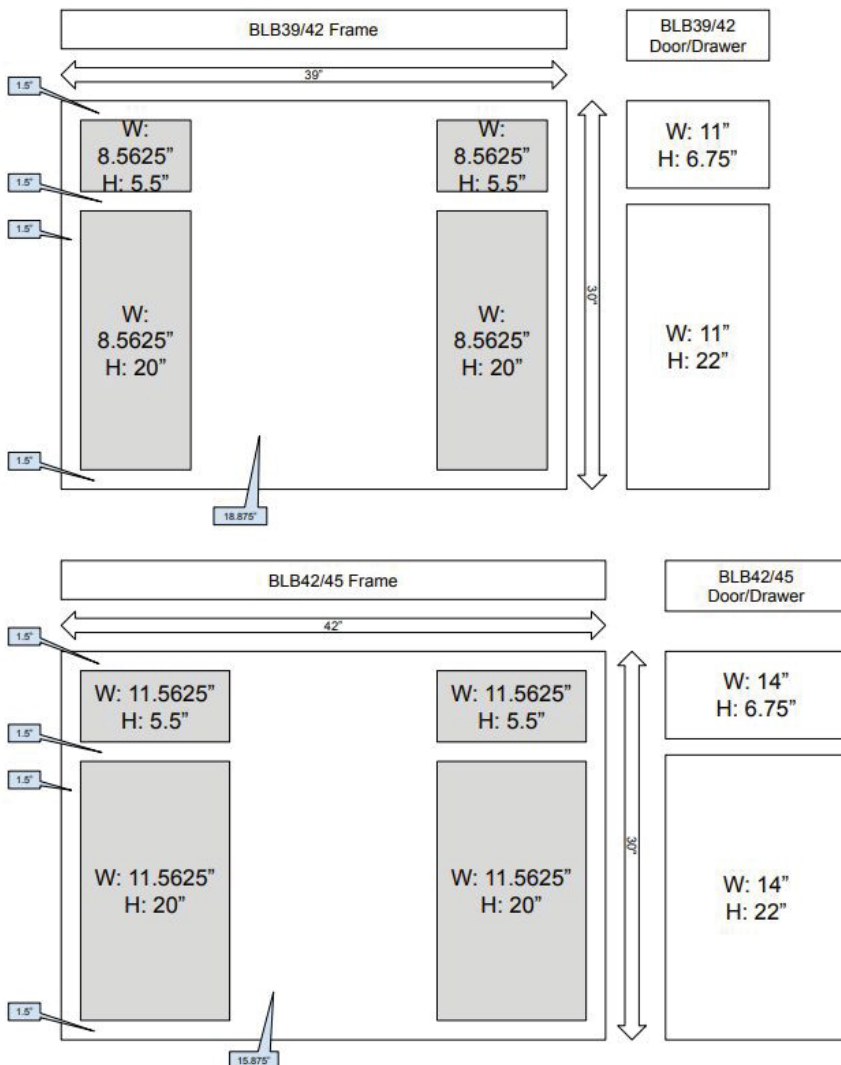 BLB39/42 Frame
BLB39/42
Door/Drawer
39”
1.5”
W:
8.5625”
H: 5.5”
W:
8.5625”
H: 5.5”
W: 11”
H: 6.75”
1.5”
1.5”
W:
8.5625”
H: 20”
W:
8.5625”
H: 20”
30”
W: 11”
H: 22”
1.5”
18.875”
BLB42/45 Frame
BLB42/45
Door/Drawer
42”
1.5”
W: 11.5625”
H: 5.5”
W: 11.5625”
H: 5.5”
W: 14”
H: 6.75”
1.5”
1.5”
W: 11.5625”
H: 20”
W: 11.5625”
H: 20”
30”
W: 14”
H: 22”
1.5”
15.875”